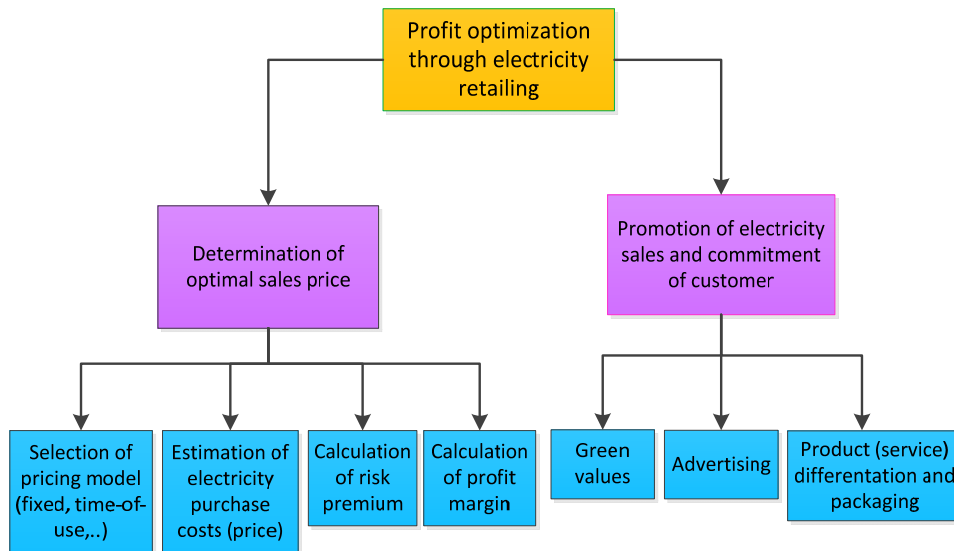 Profit optimization
through electricity
retailing
Determination of
optimal sales price
Promotion of electricity
sales and commitment
of customer
Selection of
pricing model
(fixed, time-of-
use,..)
Estimation of
electricity
purchase
costs (price)
Calculation
of risk
premium
Calculation
of profit
margin
Green
values
Advertising
Product (service)
differentation and
packaging